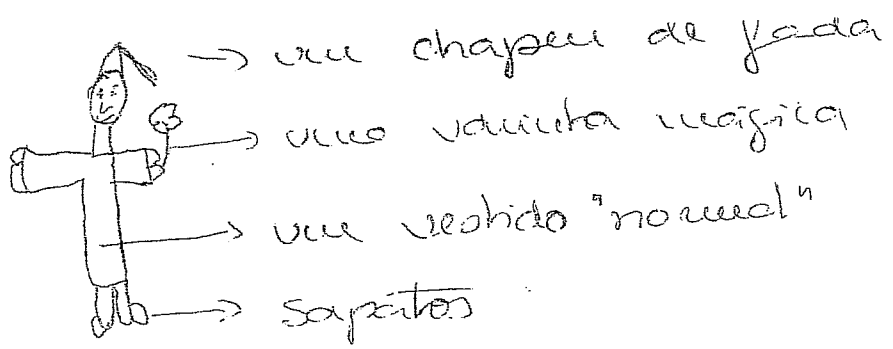 um chapeu de fada
uma varinha mágica
um vestido "normal"
sapatos